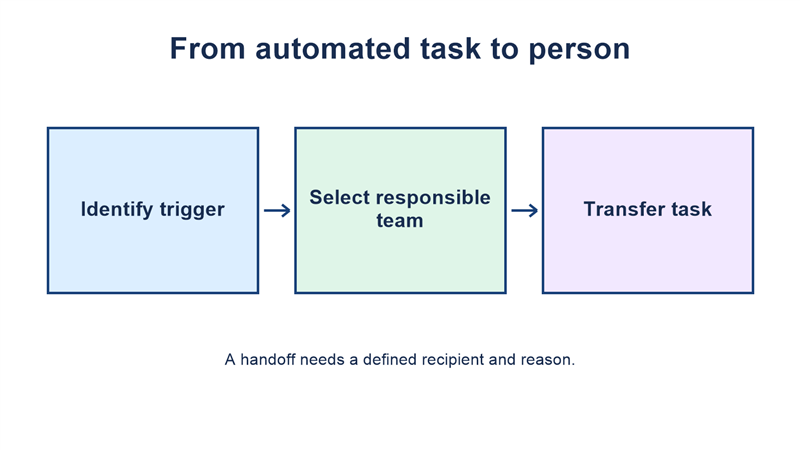 From automated task to person
Identify trigger
Select responsible
team
Transfer task
A handoff needs a defined recipient and reason.